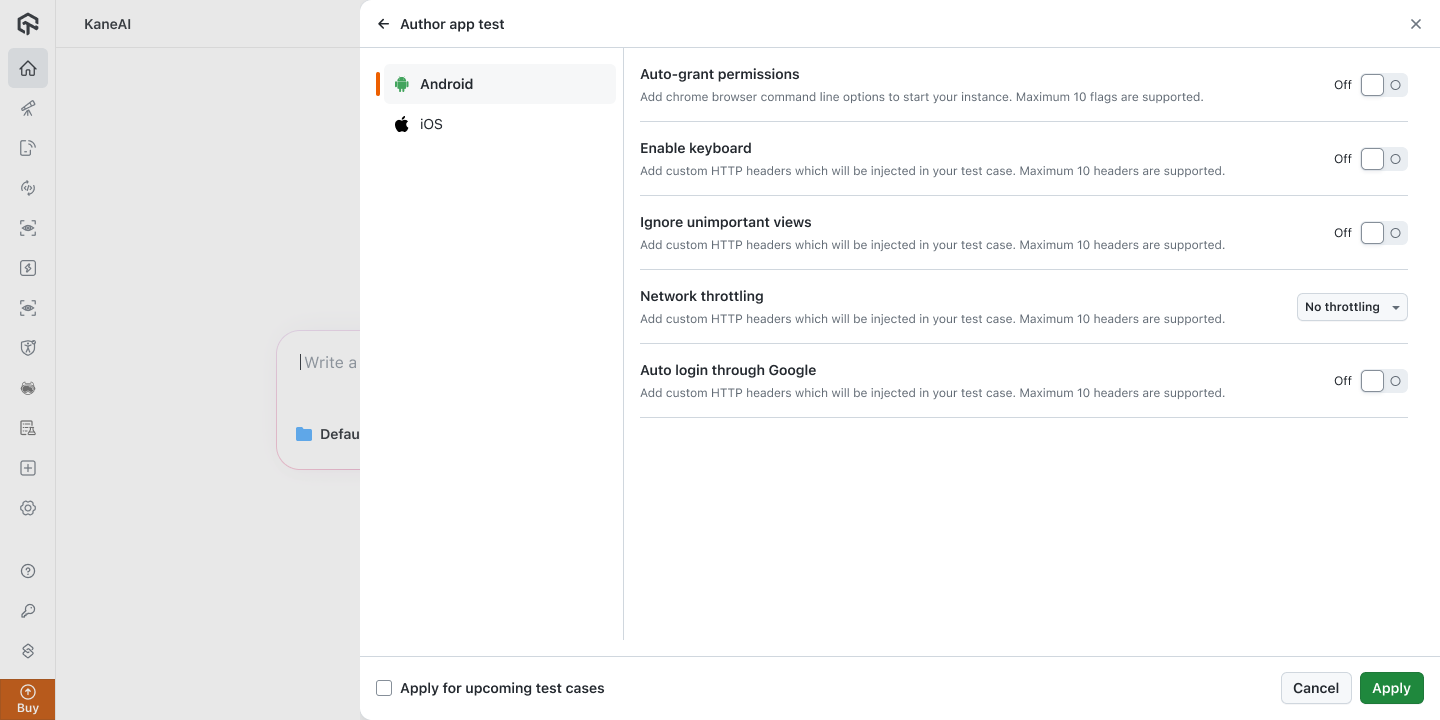 KaneAI
Author app test
Android
iOS
Auto-grant permissions
Add chrome browser command line options to start your instance. Maximum 10 flags are supported.
Off
Enable keyboard
Add custom HTTP headers which will be injected in your test case. Maximum 10 headers are supported.
Off
Ignore unimportant views
Add custom HTTP headers which will be injected in your test case. Maximum 10 headers are supported.
Off
Network throttling
Add custom HTTP headers which will be injected in your test case. Maximum 10 headers are supported.
No throttling
Auto login through Google
Add custom HTTP headers which will be injected in your test case. Maximum 10 headers are supported.
Off
Write a
Defau
Apply for upcoming test cases
Cancel
Apply
Buy